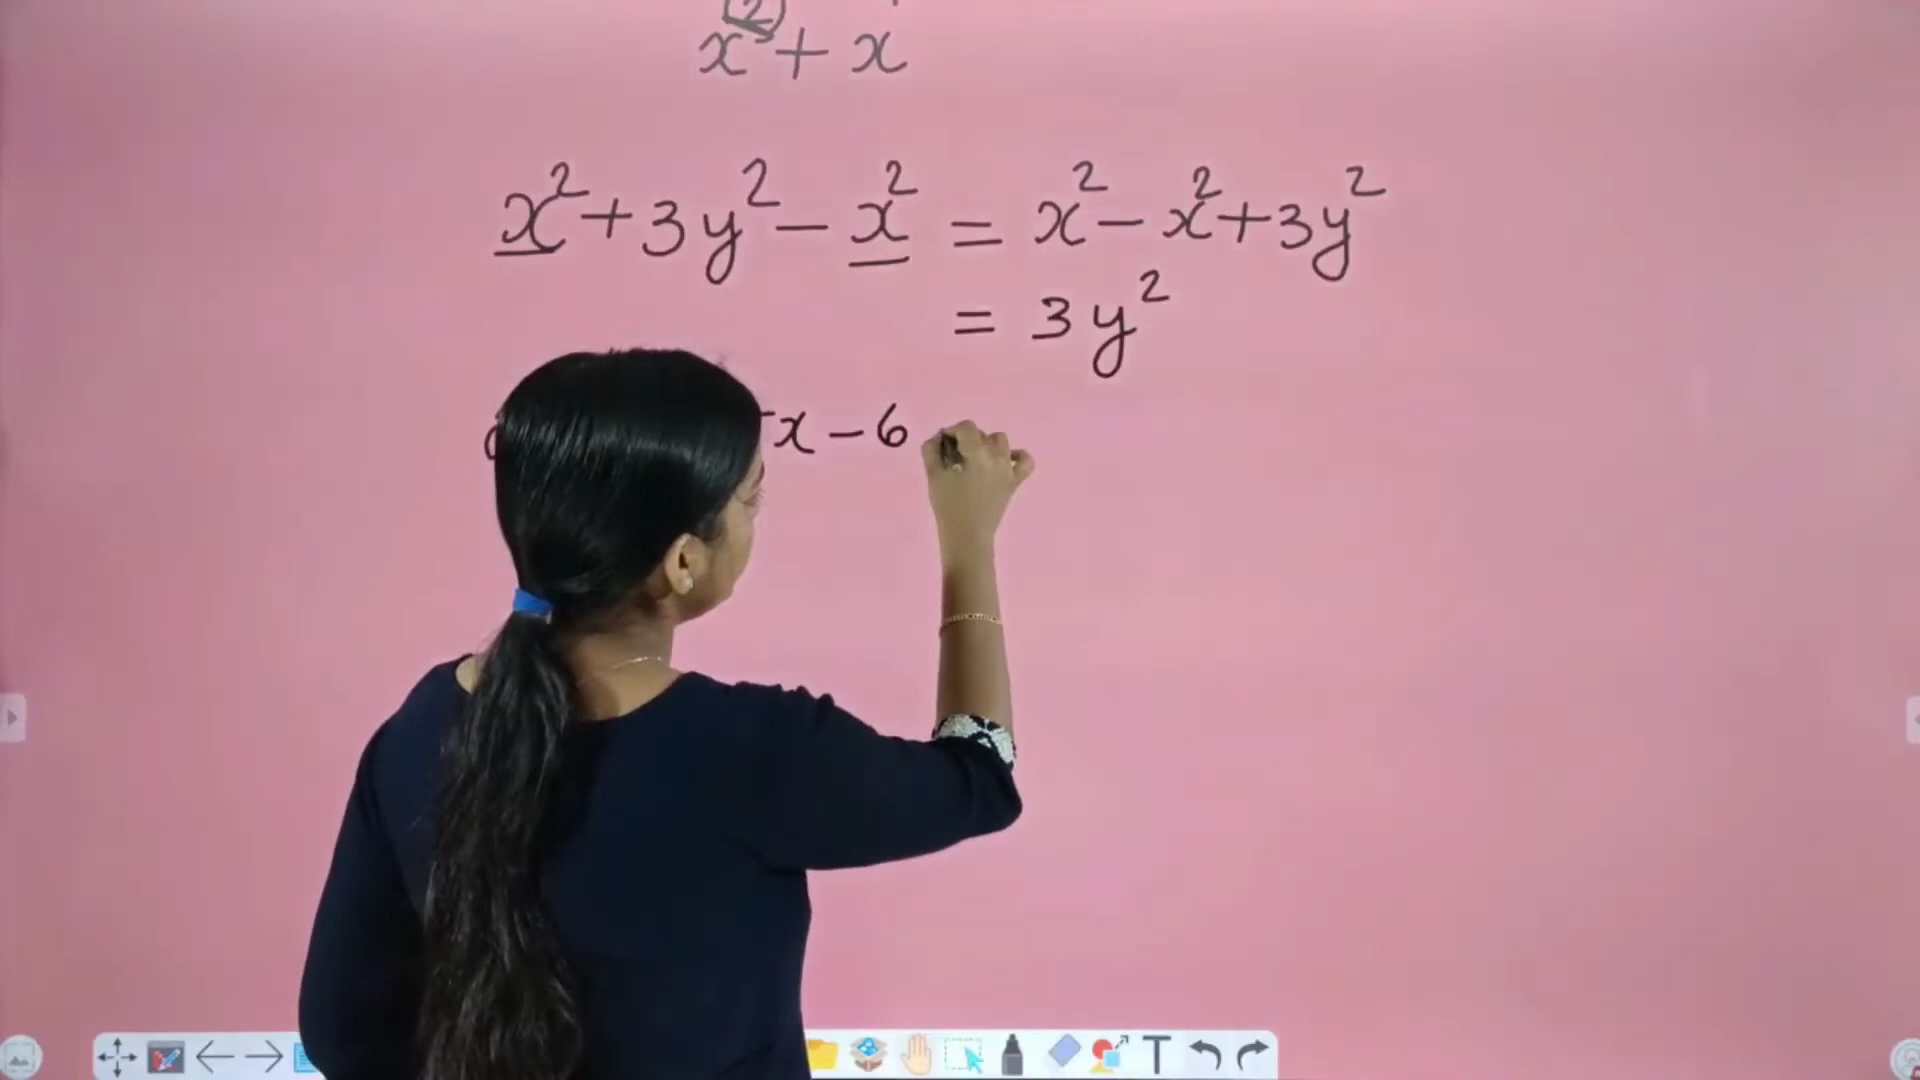 x² + x
x² + 3y² - x² = x² - x² + 3y²
= 3y²
x - 6
T